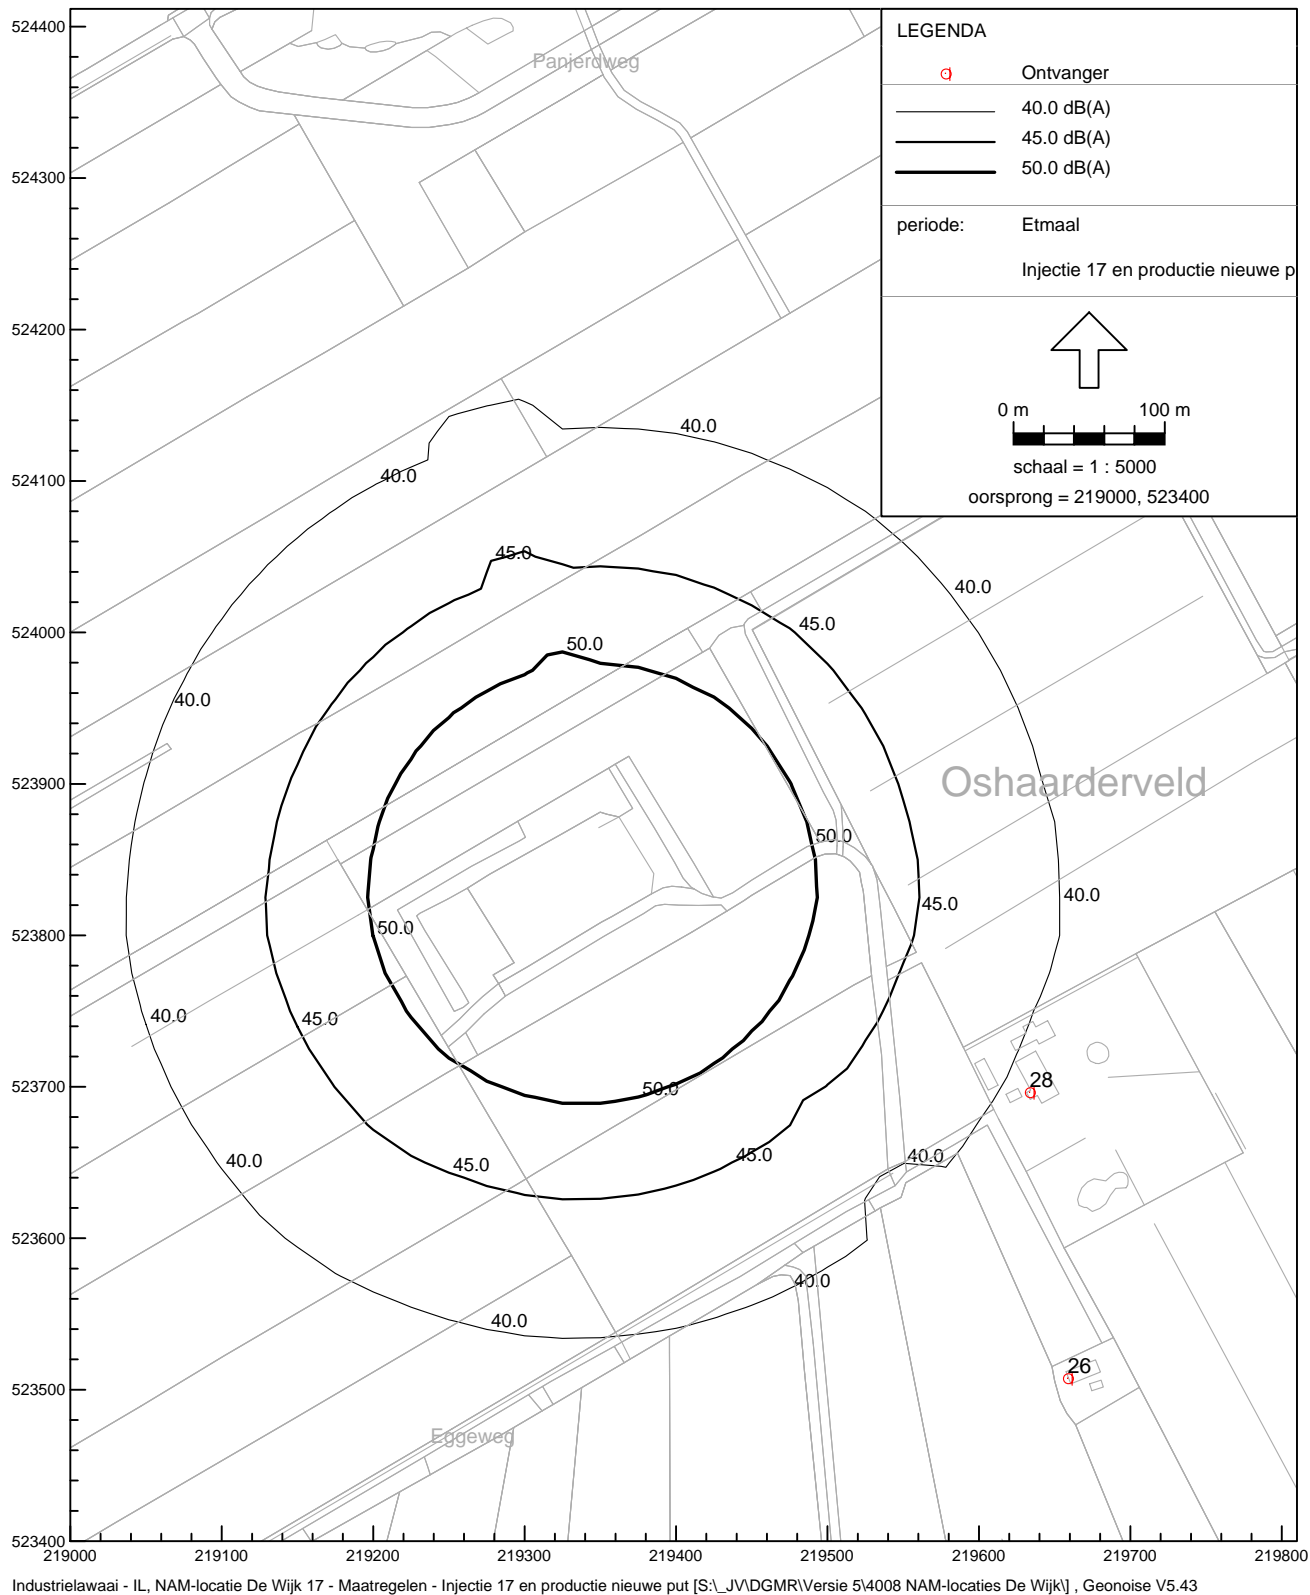 524400
524300
524200
524100
524000
523900
523800
523700
523600
523500
523400
219000
219100
219200
219300
219400
219500
219600
219700
219800
Panjerdweg
LEGENDA
Ontvanger
40.0 dB(A)
45.0 dB(A)
50.0 dB(A)
periode:
Etmaal
Injectie 17 en productie nieuwe p
0 m
100 m
schaal = 1 : 5000
oorsprong = 219000, 523400
40.0
40.0
45.0
40.0
45.0
50.0
40.0
Oshaarderveld
50.0
40.0
45.0
50.0
40.0
45.0
28
50.0
40.0
45.0
45.0
40.0
40.0
40.0
26
Eggeweg
Industrielawaai - IL, NAM-locatie De Wijk 17 - Maatregelen - Injectie 17 en productie nieuwe put [S:\_JV\DGMR\Versie 5\4008 NAM-locaties De Wijk\] , Geonoise V5.43